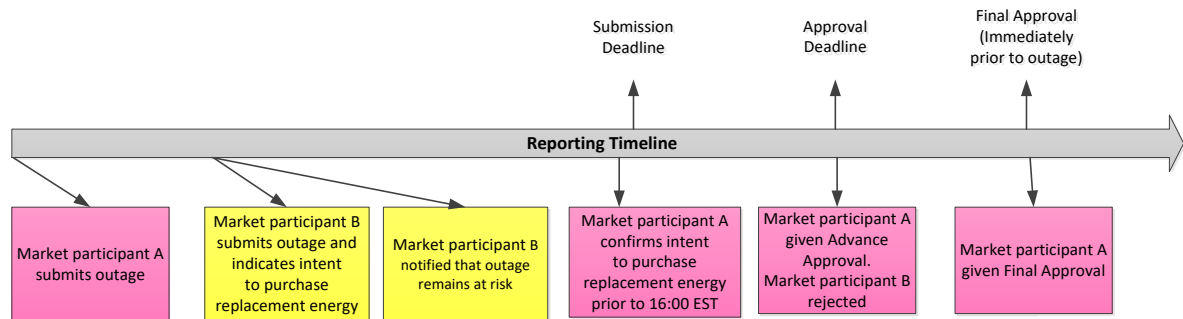 Submission
Deadline
Approval
Deadline
Final Approval
(Immediately
prior to outage)
Reporting Timeline
Market participant A
submits outage
Market participant B
submits outage and
indicates intent
to purchase
replacement energy
Market participant B
notified that outage
remains at risk
Market participant A
confirms intent
to purchase
replacement energy
prior to 16:00 EST
Market participant A
given Advance
Approval.
Market participant B
rejected
Market participant A
given Final Approval